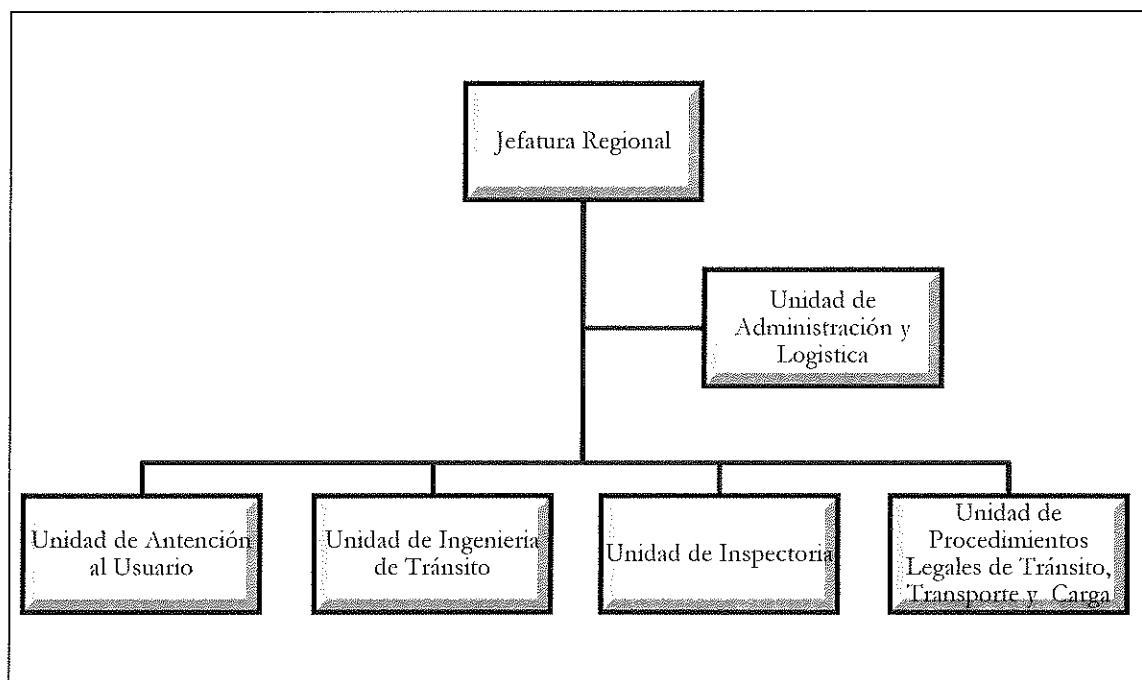 Jefatura Regional
Unidad de
Administración y
Logistica
Unidad de Antención
al Usuario
Unidad de Ingeniería
de Tránsito
Unidad de Inspectoria
Unidad de
Procedimientos
Legales de Tránsito,
Transporte y Carga